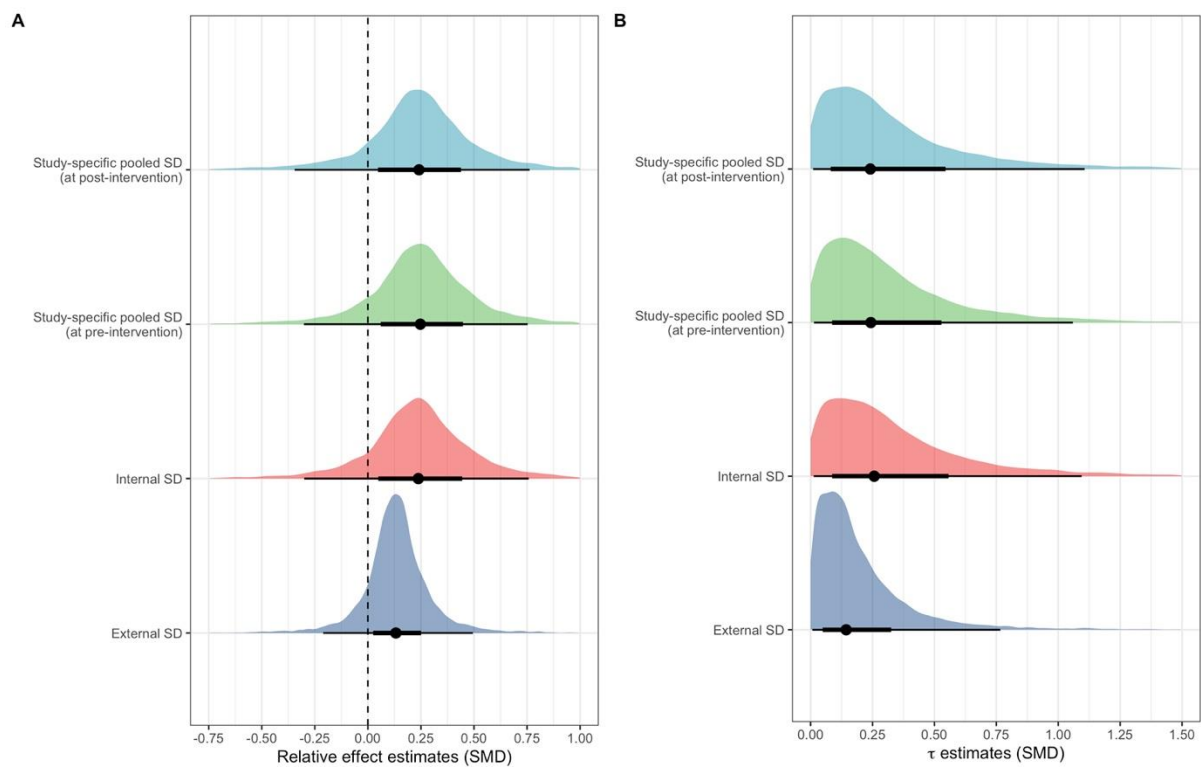 A
Study-specific pooled SD
(at post-intervention)
Study-specific pooled SD
(at pre-intervention)
Internal SD
External SD
-0.75 -0.50 -0.25 0.00 0.25 0.50 0.75 1.00
Relative effect estimates (SMD)
B
Study-specific pooled SD
(at post-intervention)
Study-specific pooled SD
(at pre-intervention)
Internal SD
External SD
0.00 0.25 0.50 0.75 1.00 1.25 1.50
τ estimates (SMD)